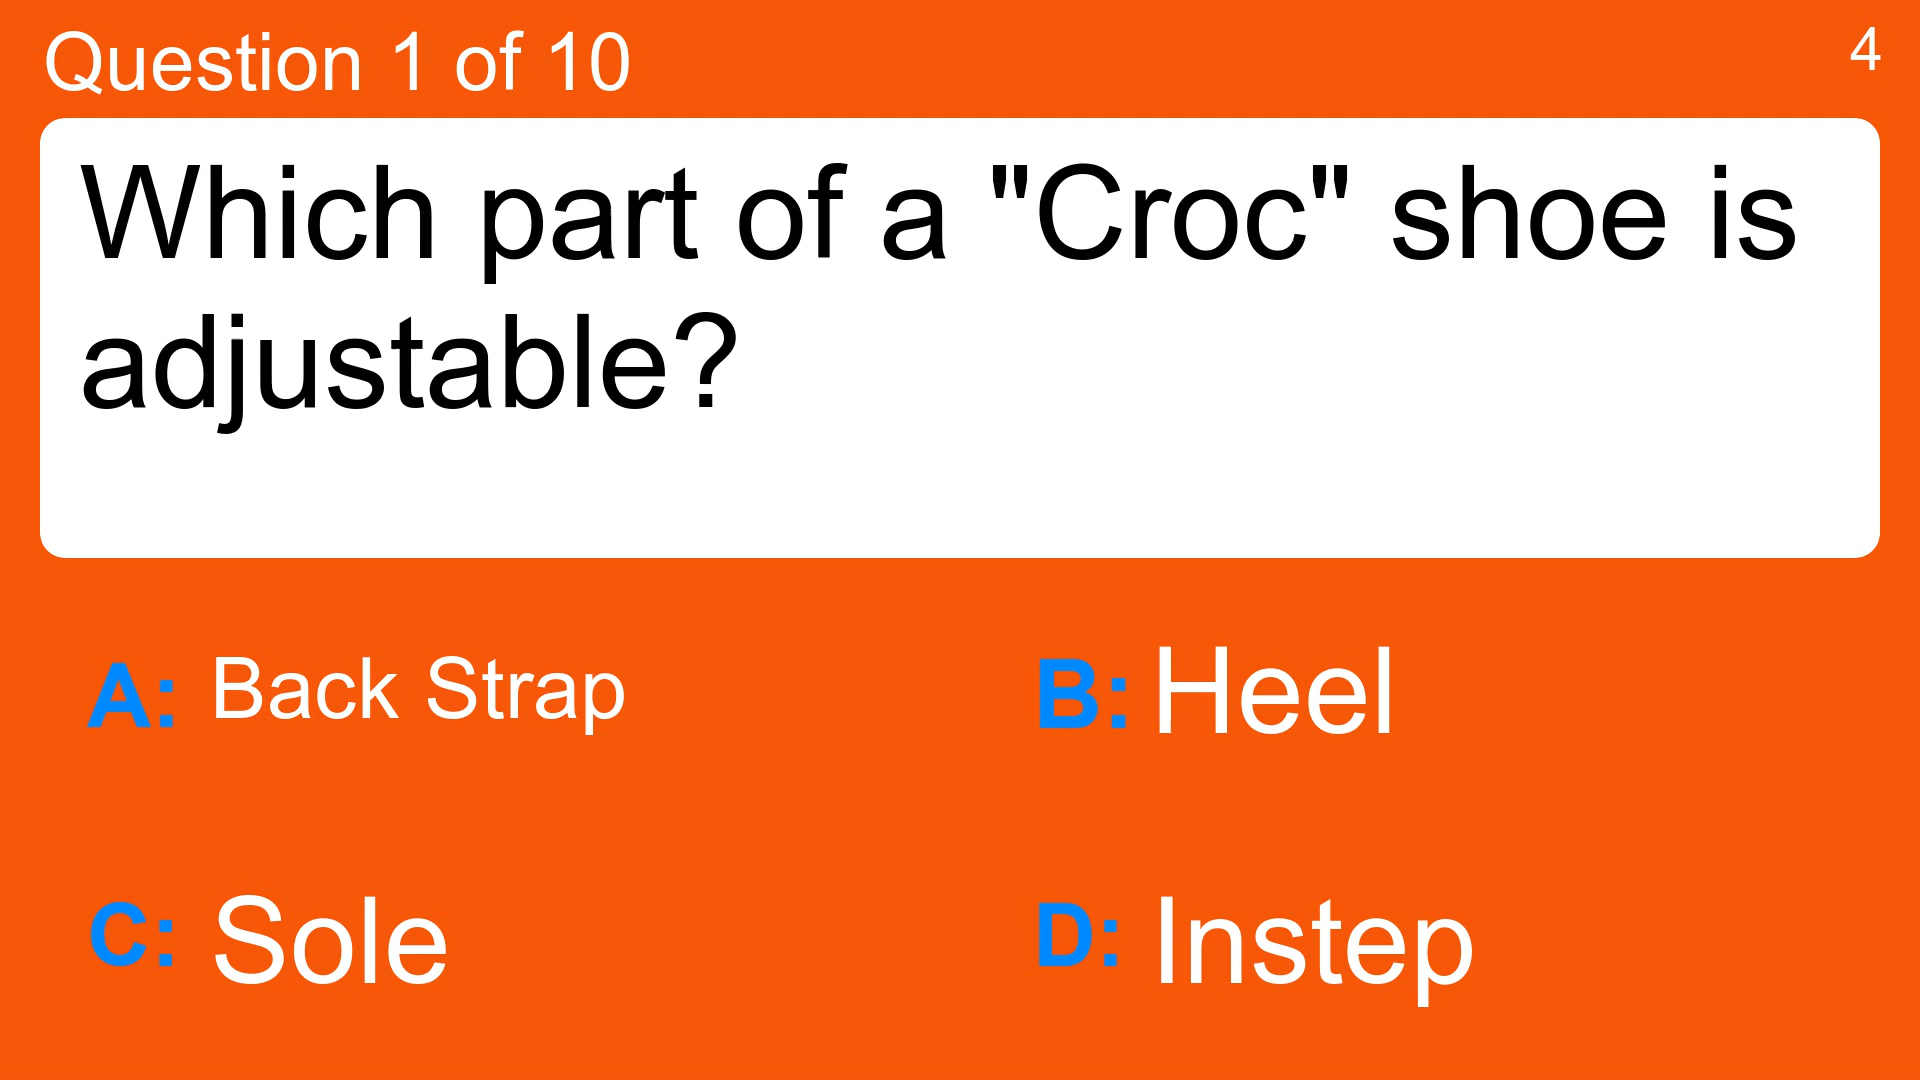 Question 1 of 10
4
Which part of a "Croc" shoe is
adjustable?
A: Back Strap
B: Heel
C: Sole
D: Instep